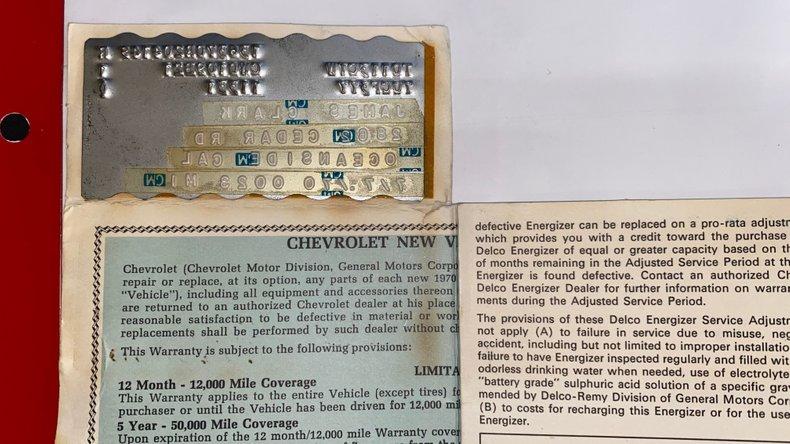 JAMES CLARK
CEDAR RD
OCEANSIDE CAL
7/7/70 0023 MI
CHEVROLET NEW
Chevrolet (Chevrolet Motor Division, General Motors Corpo
repair or replace, at its option, any parts of each new 1970
"Vehicle"), including all equipment and accessories thereon
are returned to an authorized Chevrolet dealer at his place
reasonable satisfaction to be defective in material or wor
replacements shall be performed by such dealer without ch
This Warranty is subject to the following provisions:
LIMITA
12 Month - 12,000 Mile Coverage
This Warranty applies to the entire Vehicle (except tires) fo
purchaser or until the Vehicle has been driven for 12,000 mi
5 Year - 50,000 Mile Coverage
Upon expiration of the 12 month/12,000 mile Warranty cover
defective Energizer can be replaced on a pro-rata adjustm
which provides you with a credit toward the purchase
Delco Energizer of equal or greater capacity based on th
of months remaining in the Adjusted Service Period at th
Energizer is found defective. Contact an authorized Ch
Delco Energizer Dealer for further information on warran
ments during the Adjusted Service Period.
The provisions of these Delco Energizer Service Adjustm
not apply (A) to failure in service due to misuse, neg
accident, including but not limited to improper installatio
failure to have Energizer inspected regularly and filled wit
odorless drinking water when needed, use of electrolyte
"battery grade" sulphuric acid solution of a specific grav
mended by Delco-Remy Division of General Motors Corp
(B) to costs for recharging this Energizer or for the use
Energizer.